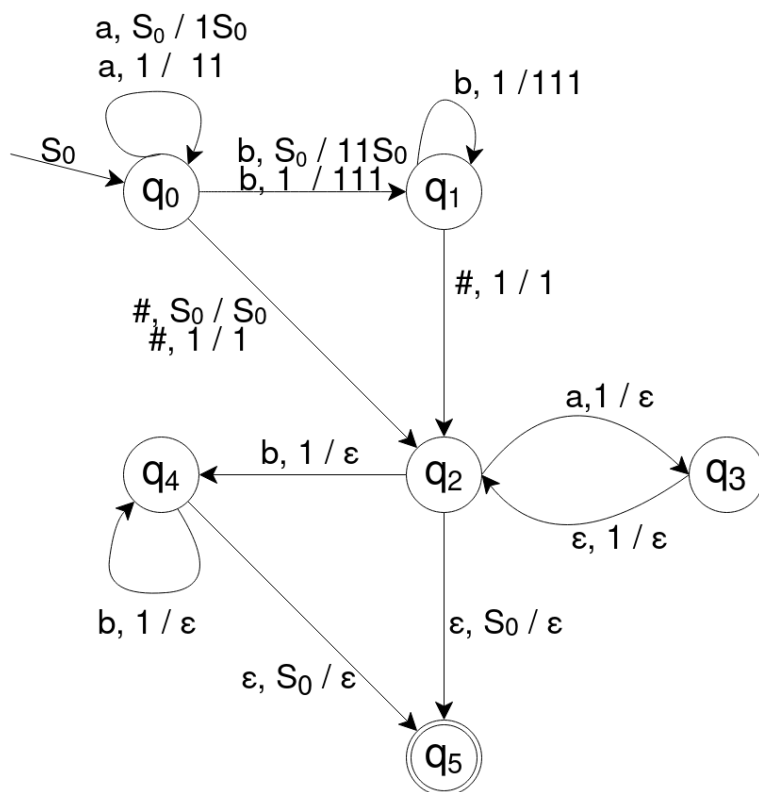 a, S₀ / 1S₀
a, 1 / 11
b, 1 /111
S₀
b, S₀ / 11S₀
b, 1 / 111
q₀
q₁
#, 1 / 1
#, S₀ / S₀
#, 1 / 1
a,1 / ε
b, 1 / ε
q₄
q₂
q₃
ε, 1 / ε
b, 1 / ε
ε, S₀ / ε
ε, S₀ / ε
q₅